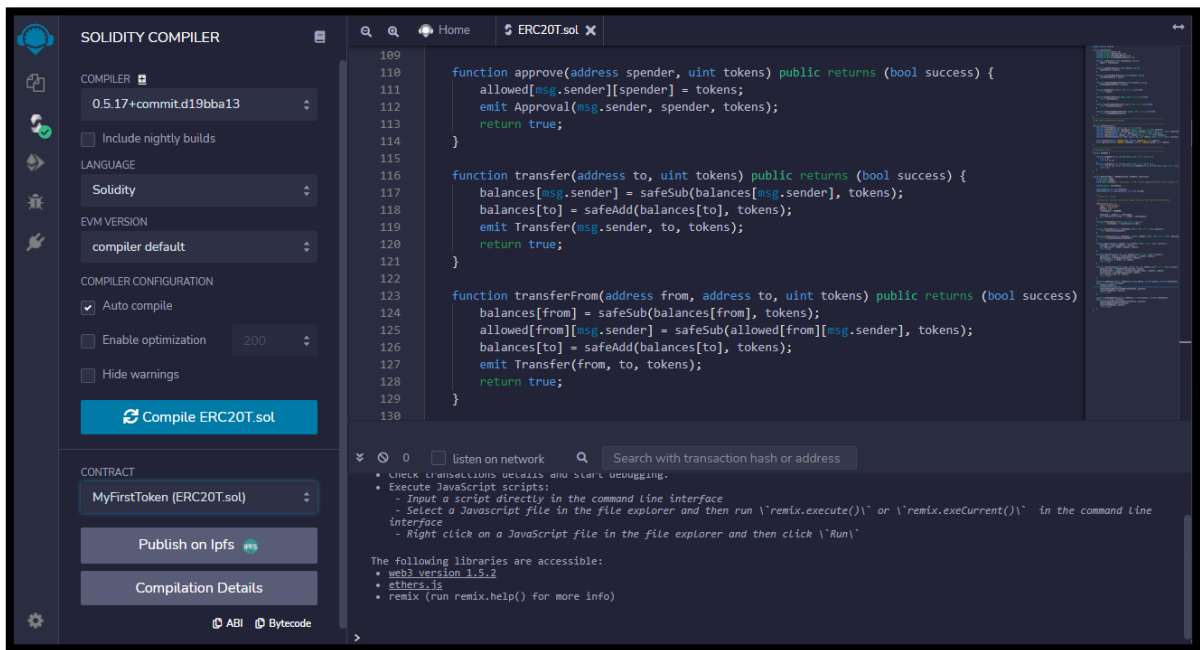 SOLIDITY COMPILER
COMPILER
0.5.17+commit.d19bba13
Include nightly builds
LANGUAGE
Solidity
EVM VERSION
compiler default
COMPILER CONFIGURATION
Auto compile
Enable optimization 200
Hide warnings
Compile ERC20T.sol
CONTRACT
MyFirstToken (ERC20T.sol)
Publish on Ipfs IPFS
Compilation Details
ABI Bytecode
Home ERC20T.sol
109
110 function approve(address spender, uint tokens) public returns (bool success) {
111 allowed[msg.sender][spender] = tokens;
112 emit Approval(msg.sender, spender, tokens);
113 return true;
114 }
115
116 function transfer(address to, uint tokens) public returns (bool success) {
117 balances[msg.sender] = safeSub(balances[msg.sender], tokens);
118 balances[to] = safeAdd(balances[to], tokens);
119 emit Transfer(msg.sender, to, tokens);
120 return true;
121 }
122
123 function transferFrom(address from, address to, uint tokens) public returns (bool success)
124 balances[from] = safeSub(balances[from], tokens);
125 allowed[from][msg.sender] = safeSub(allowed[from][msg.sender], tokens);
126 balances[to] = safeAdd(balances[to], tokens);
127 emit Transfer(from, to, tokens);
128 return true;
129 }
130
0 listen on network Search with transaction hash or address
• Check transactions details and start debugging.
• Execute JavaScript scripts:
- Input a script directly in the command line interface
- Select a Javascript file in the file explorer and then run \`remix.execute()\` or \`remix.exeCurrent()\` in the command line
interface
- Right click on a JavaScript file in the file explorer and then click \`Run\`
The following libraries are accessible:
• web3 version 1.5.2
• ethers.js
• remix (run remix.help() for more info)
>